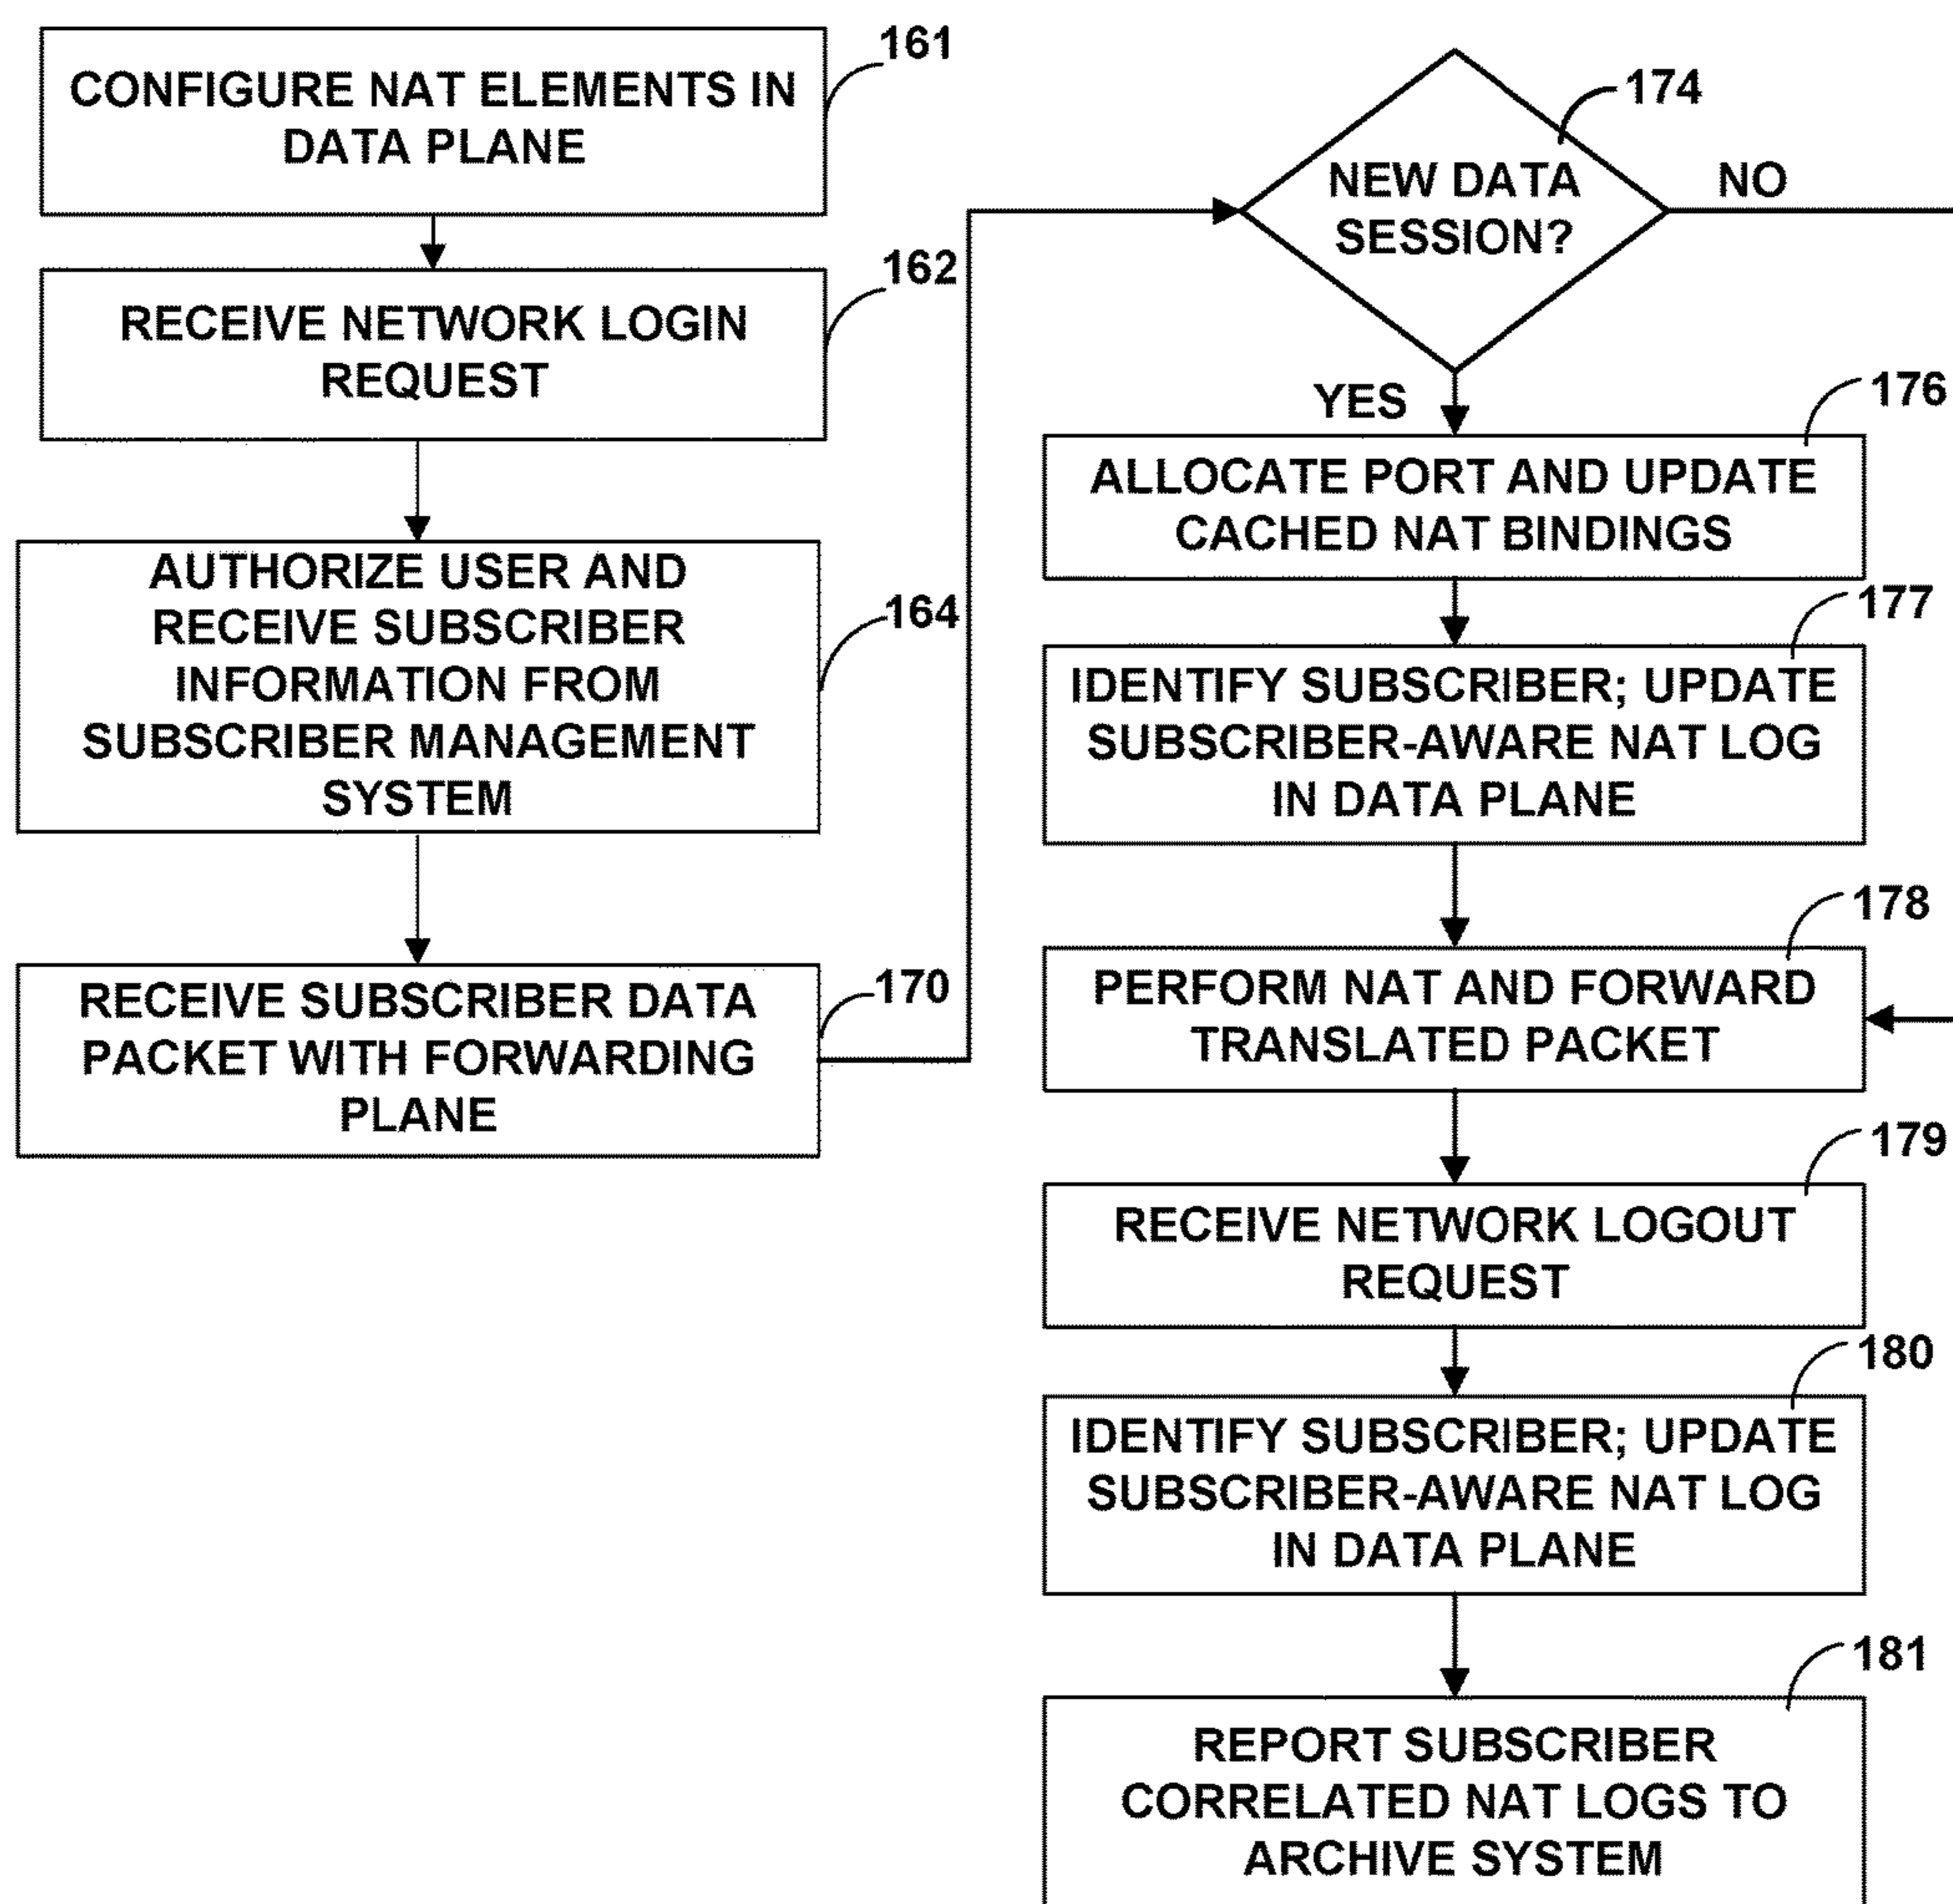 CONFIGURE NAT ELEMENTS IN
DATA PLANE
161
RECEIVE NETWORK LOGIN
REQUEST
162
AUTHORIZE USER AND
RECEIVE SUBSCRIBER
INFORMATION FROM
SUBSCRIBER MANAGEMENT
SYSTEM
164
RECEIVE SUBSCRIBER DATA
PACKET WITH FORWARDING
PLANE
170
NEW DATA
SESSION?
174
NO
YES
ALLOCATE PORT AND UPDATE
CACHED NAT BINDINGS
176
IDENTIFY SUBSCRIBER; UPDATE
SUBSCRIBER-AWARE NAT LOG
IN DATA PLANE
177
PERFORM NAT AND FORWARD
TRANSLATED PACKET
178
RECEIVE NETWORK LOGOUT
REQUEST
179
IDENTIFY SUBSCRIBER; UPDATE
SUBSCRIBER-AWARE NAT LOG
IN DATA PLANE
180
REPORT SUBSCRIBER
CORRELATED NAT LOGS TO
ARCHIVE SYSTEM
181